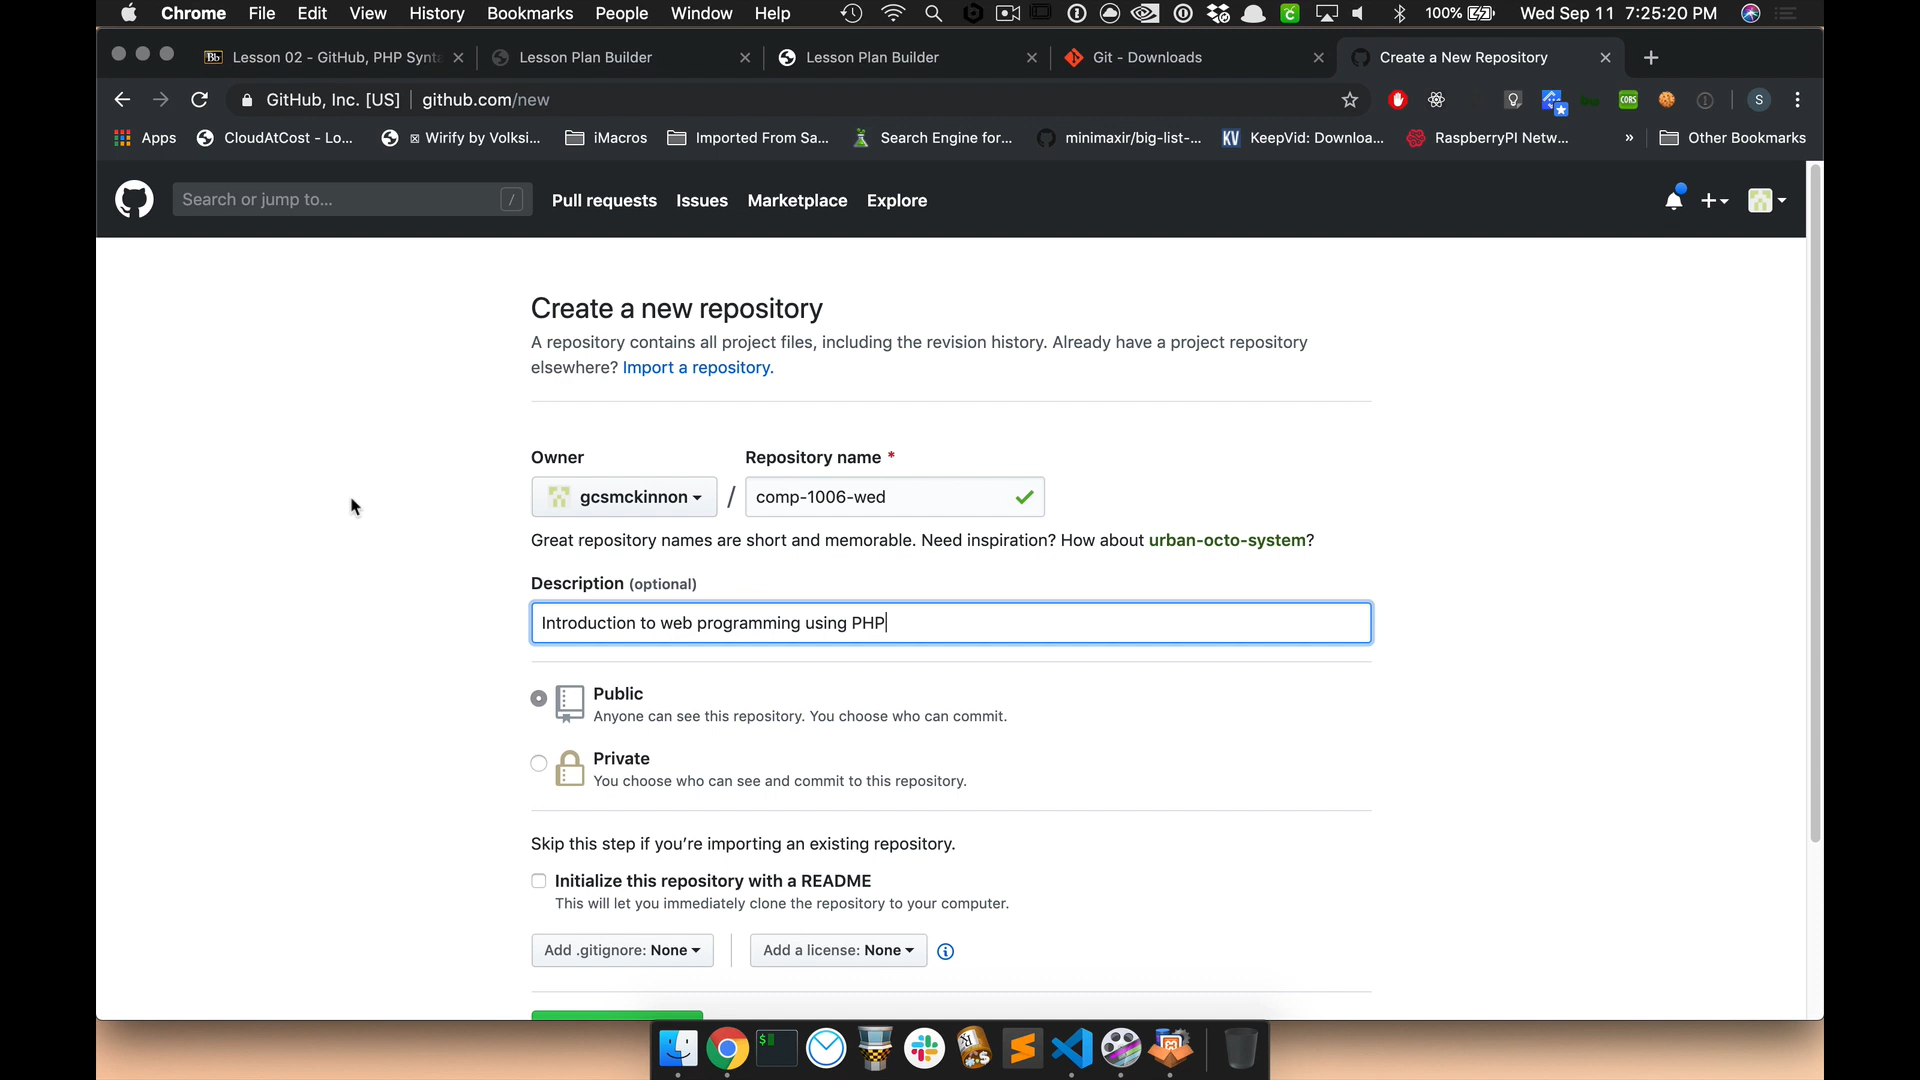 Chrome File Edit View History Bookmarks People Window Help 100% Wed Sep 11 7:25:20 PM
Lesson 02 - GitHub, PHP Synta
Lesson Plan Builder
Lesson Plan Builder
Git - Downloads
Create a New Repository
GitHub, Inc. [US] github.com/new
CORS
S
Apps
CloudAtCost - Lo...
Wirify by Volksi...
iMacros
Imported From Sa...
Search Engine for...
minimaxir/big-list-...
KV KeepVid: Downloa...
RaspberryPI Netw...
»
Other Bookmarks
Search or jump to... /
Pull requests Issues Marketplace Explore
Create a new repository
A repository contains all project files, including the revision history. Already have a project repository
elsewhere? Import a repository.
Owner Repository name *
gcsmckinnon / comp-1006-wed
Great repository names are short and memorable. Need inspiration? How about urban-octo-system?
Description (optional)
Introduction to web programming using PHP
Public
Anyone can see this repository. You choose who can commit.
Private
You choose who can see and commit to this repository.
Skip this step if you’re importing an existing repository.
Initialize this repository with a README
This will let you immediately clone the repository to your computer.
Add .gitignore: None Add a license: None